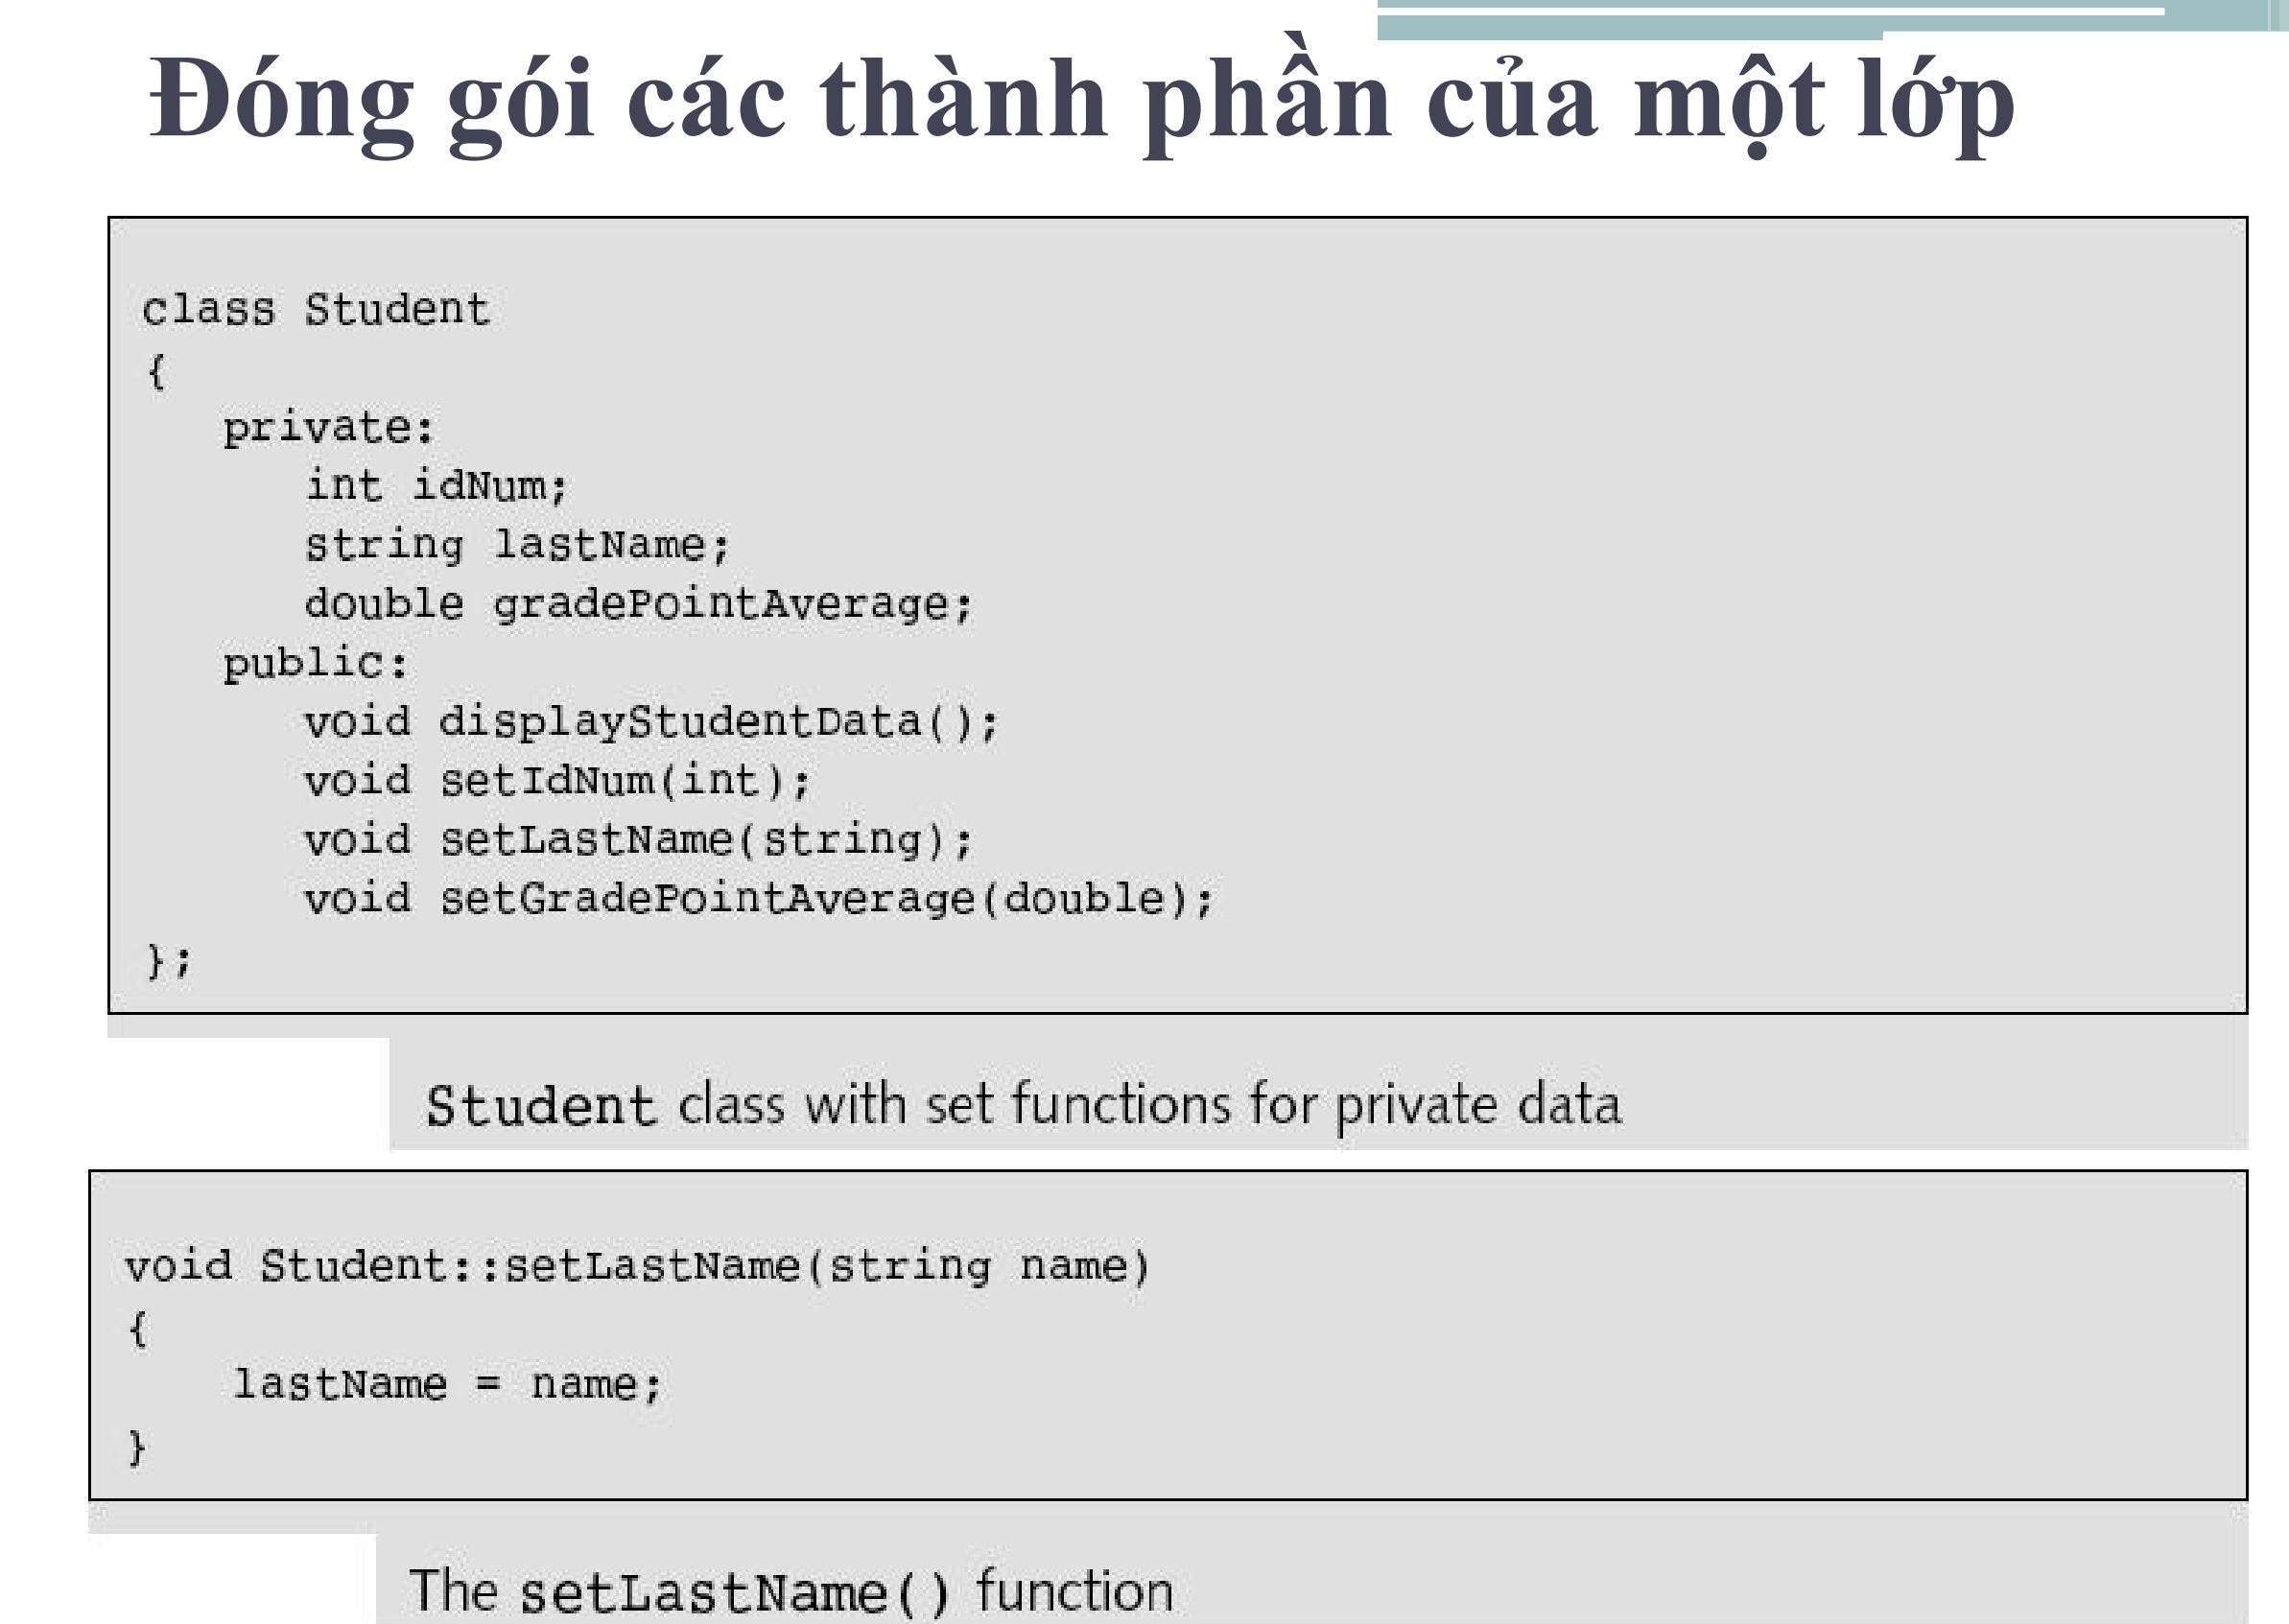 Đóng gói các thành phần của một lớp
class Student
{
private:
int idNum;
string lastName;
double gradePointAverage;
public:
void displayStudentData();
void setIdNum(int);
void setLastName(string);
void setGradePointAverage(double);
};
Student class with set functions for private data
void Student::setLastName(string name)
{
lastName = name;
}
The setLastName() function